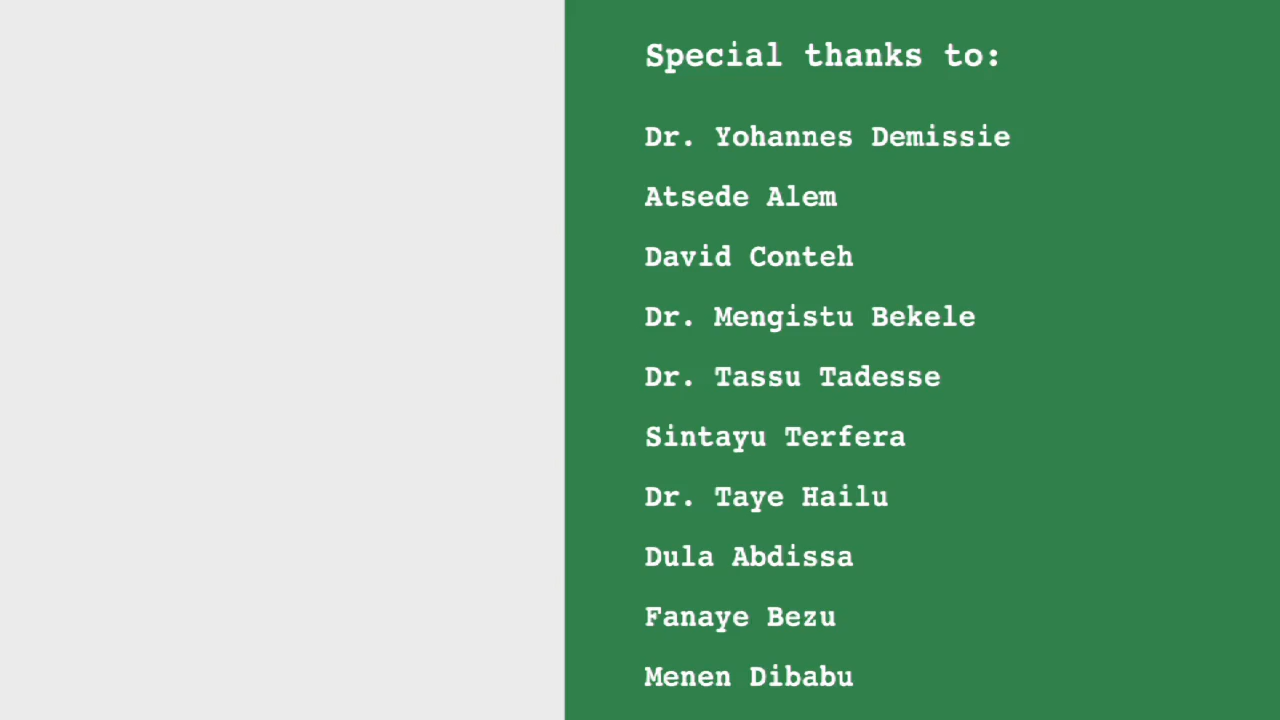 Special thanks to:
Dr. Yohannes Demissie
Atsede Alem
David Conteh
Dr. Mengistu Bekele
Dr. Tassu Tadesse
Sintayu Terfera
Dr. Taye Hailu
Dula Abdissa
Fanaye Bezu
Menen Dibabu